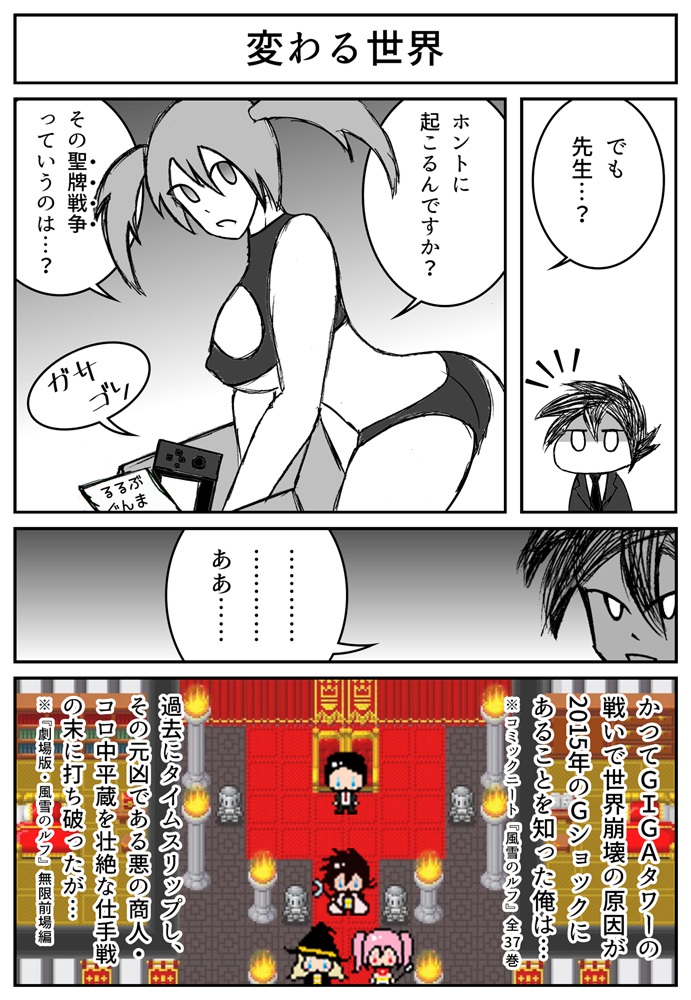 変わる世界
でも
先生…?
ホントに
起こるんですか?
その聖牌戦争
っていうのは…?
ガサ
ゴソ
るるぶ
ぐんま
………
………
ああ……
かつてＧＩＧＡタワーの
戦いで世界崩壊の原因が
2015年のＧショックに
あることを知った俺は…
※コミックニート『風雪のルフ』全37巻
過去にタイムスリップし、
その元凶である悪の商人・
コロ中平蔵を壮絶な仕手戦
の末に打ち破ったが…
※『劇場版・風雪のルフ』無限前場編